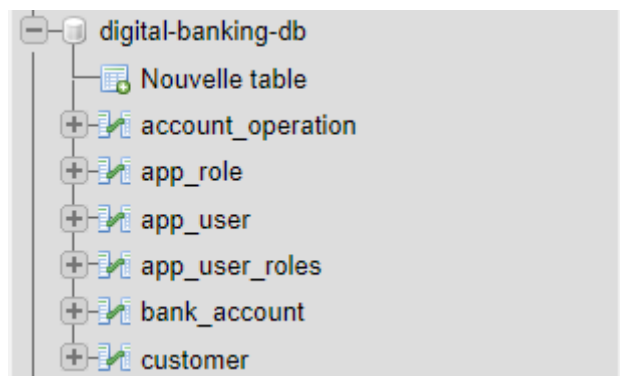 digital-banking-db
Nouvelle table
account_operation
app_role
app_user
app_user_roles
bank_account
customer